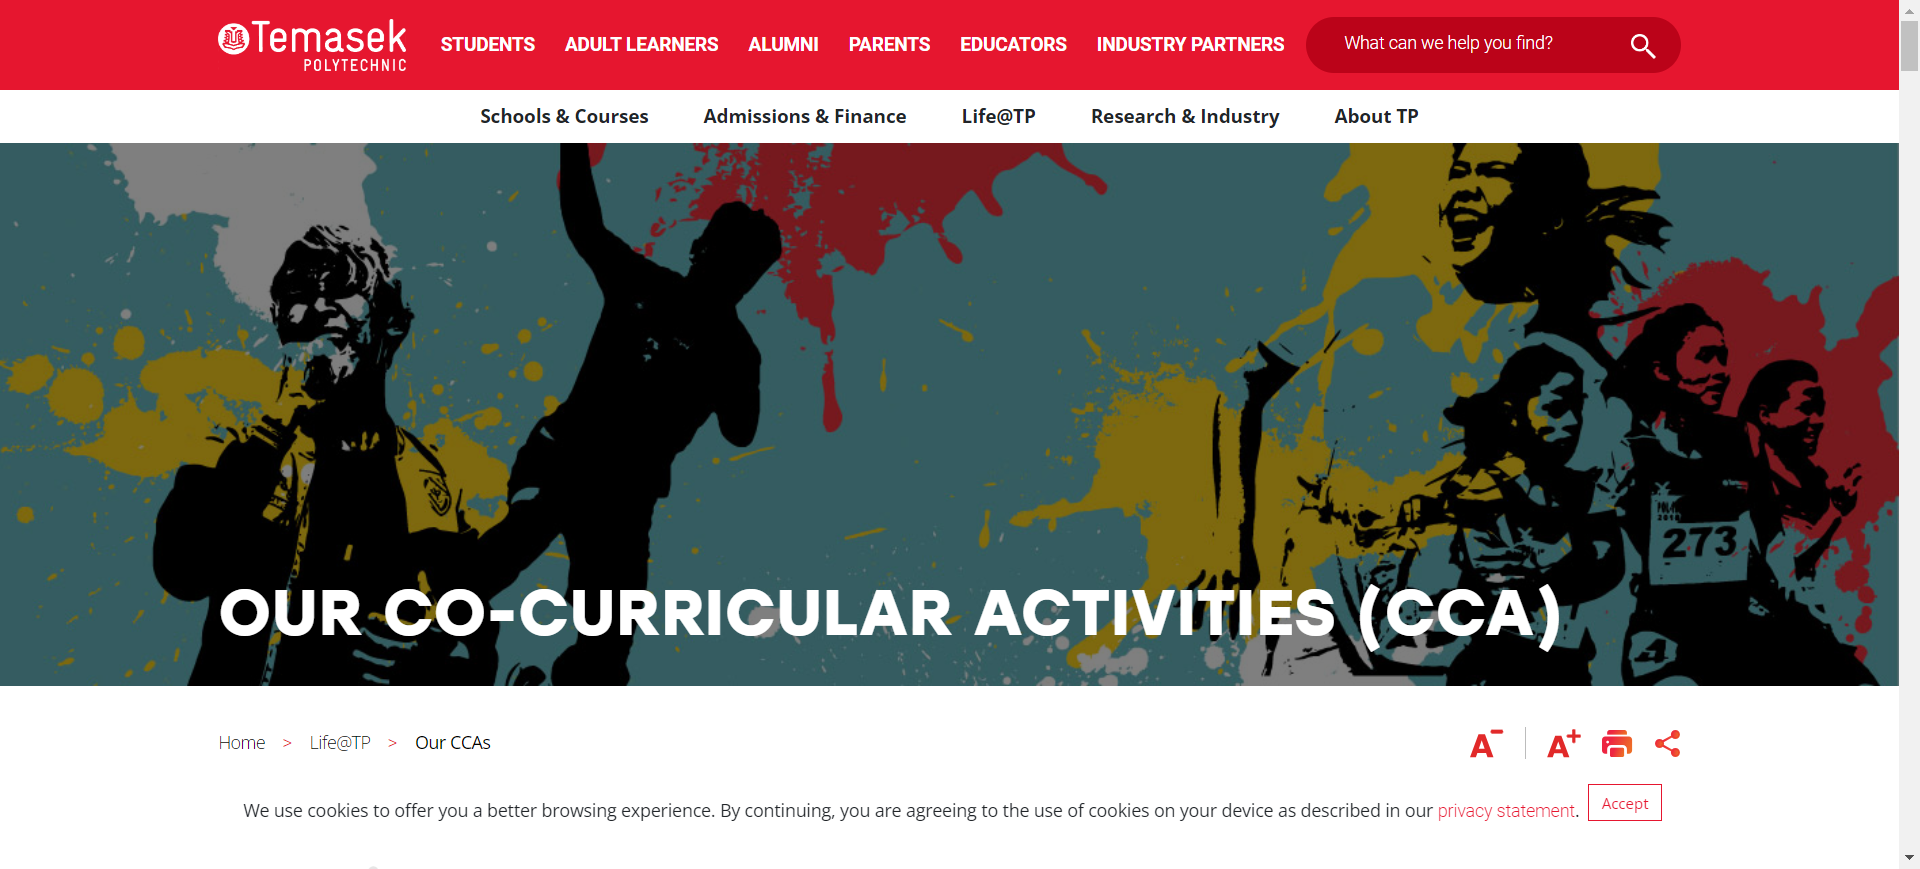 Temasek
POLYTECHNIC
STUDENTS ADULT LEARNERS ALUMNI PARENTS EDUCATORS INDUSTRY PARTNERS
What can we help you find?
Schools & Courses Admissions & Finance Life@TP Research & Industry About TP
273
OUR CO-CURRICULAR ACTIVITIES (CCA)
Home > Life@TP > Our CCAs
A- A+
We use cookies to offer you a better browsing experience. By continuing, you are agreeing to the use of cookies on your device as described in our privacy statement. Accept